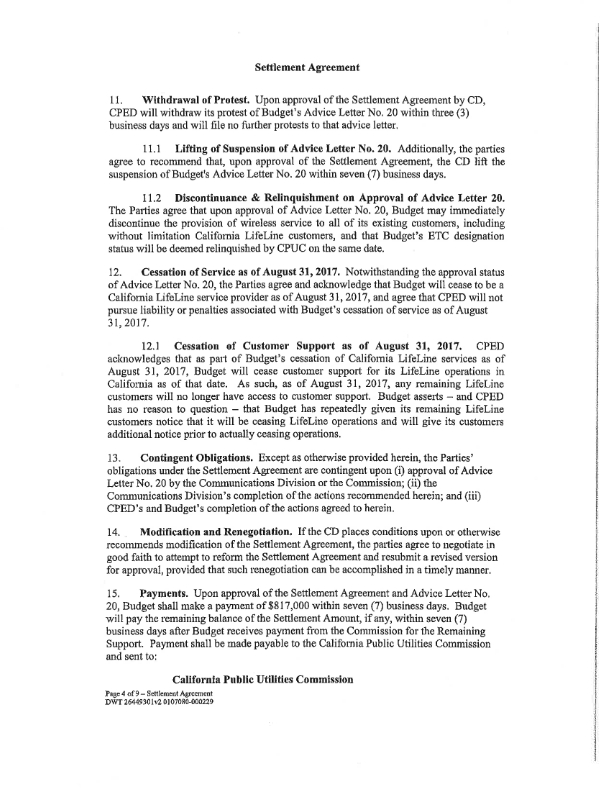 Settlement Agreement
11. Withdrawal of Protest. Upon approval of the Settlement Agreement by CD,
CPED will withdraw its protest of Budget's Advice Letter No. 20 within three (3)
business days and will file no further protests to that advice letter.
11.1 Lifting of Suspension of Advice Letter No. 20. Additionally, the parties
agree to recommend that, upon approval of the Settlement Agreement, the CD lift the
suspension of Budget's Advice Letter No. 20 within seven (7) business days.
11.2 Discontinuance & Relinquishment on Approval of Advice Letter 20.
The Parties agree that upon approval of Advice Letter No. 20, Budget may immediately
discontinue the provision of wireless service to all of its existing customers, including
without limitation California LifeLine customers, and that Budget's ETC designation
status will be deemed relinquished by CPUC on the same date.
12. Cessation of Service as of August 31, 2017. Notwithstanding the approval status
of Advice Letter No. 20, the Parties agree and acknowledge that Budget will cease to be a
California LifeLine service provider as of August 31, 2017, and agree that CPED will not
pursue liability or penalties associated with Budget's cessation of service as of August
31, 2017.
12.1 Cessation of Customer Support as of August 31, 2017. CPED
acknowledges that as part of Budget's cessation of California LifeLine services as of
August 31, 2017, Budget will cease customer support for its LifeLine operations in
California as of that date. As such, as of August 31, 2017, any remaining LifeLine
customers will no longer have access to customer support. Budget asserts – and CPED
has no reason to question – that Budget has repeatedly given its remaining LifeLine
customers notice that it will be ceasing LifeLine operations and will give its customers
additional notice prior to actually ceasing operations.
13. Contingent Obligations. Except as otherwise provided herein, the Parties'
obligations under the Settlement Agreement are contingent upon (i) approval of Advice
Letter No. 20 by the Communications Division or the Commission; (ii) the
Communications Division's completion of the actions recommended herein; and (iii)
CPED's and Budget's completion of the actions agreed to herein.
14. Modification and Renegotiation. If the CD places conditions upon or otherwise
recommends modification of the Settlement Agreement, the parties agree to negotiate in
good faith to attempt to reform the Settlement Agreement and resubmit a revised version
for approval, provided that such renegotiation can be accomplished in a timely manner.
15. Payments. Upon approval of the Settlement Agreement and Advice Letter No.
20, Budget shall make a payment of $817,000 within seven (7) business days. Budget
will pay the remaining balance of the Settlement Amount, if any, within seven (7)
business days after Budget receives payment from the Commission for the Remaining
Support. Payment shall be made payable to the California Public Utilities Commission
and sent to:
California Public Utilities Commission
Page 4 of 9 – Settlement Agreement
DWT 26449301v2 0107080-000229